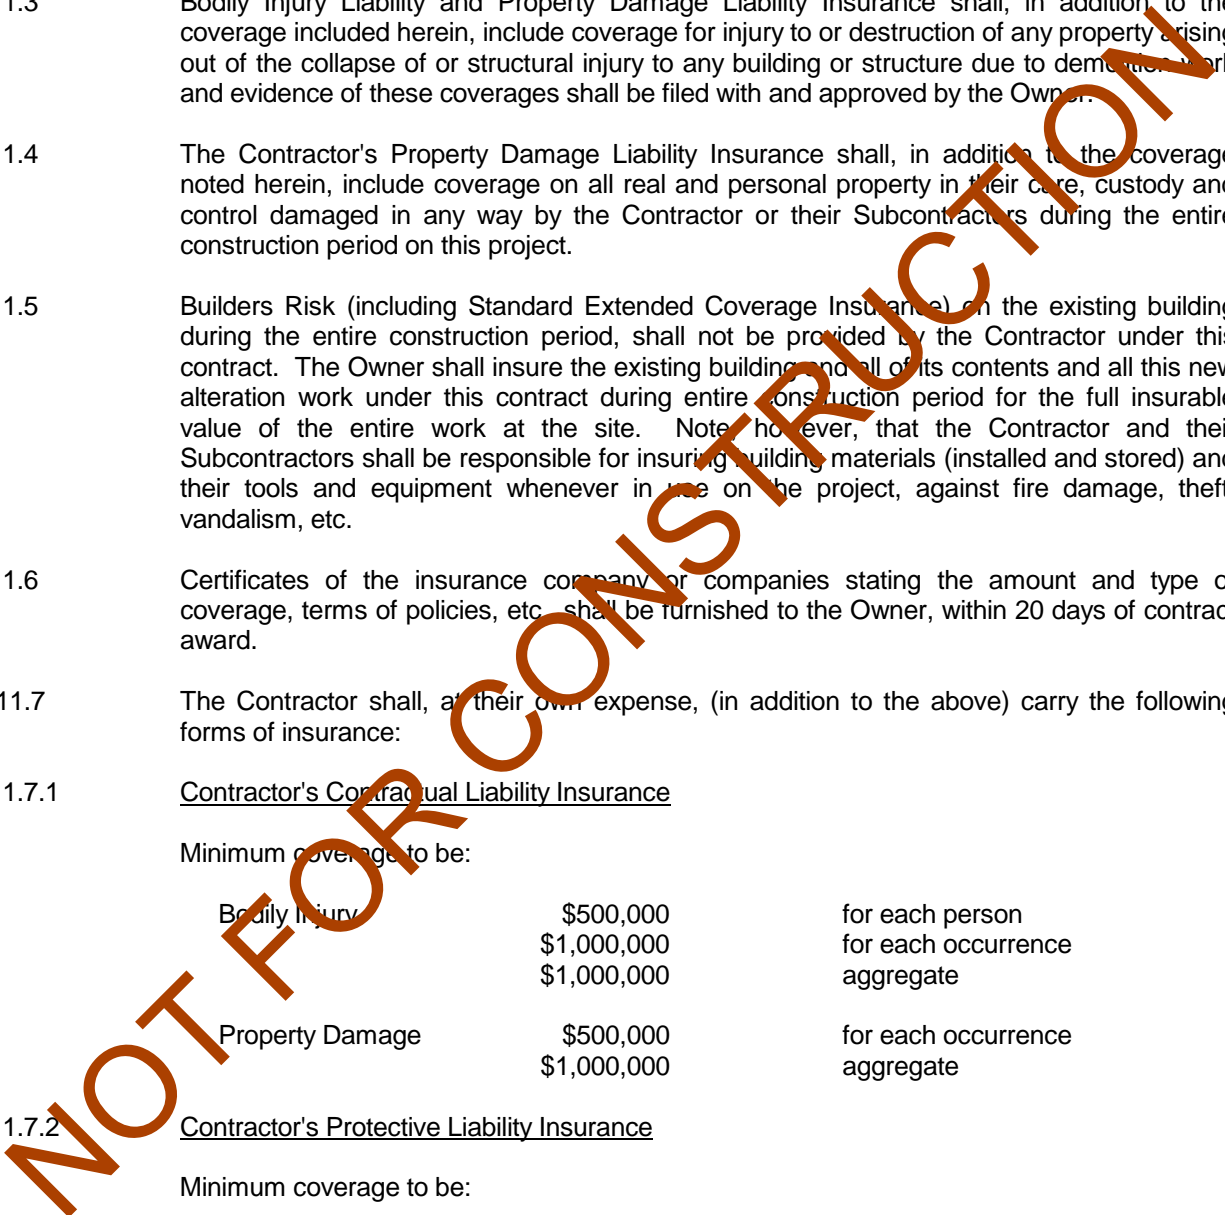 1.3 Bodily Injury Liability and Property Damage Liability Insurance shall, in addition to the
coverage included herein, include coverage for injury to or destruction of any property arising
out of the collapse of or structural injury to any building or structure due to demolition work
and evidence of these coverages shall be filed with and approved by the Owner.
1.4 The Contractor's Property Damage Liability Insurance shall, in addition to the coverage
noted herein, include coverage on all real and personal property in their care, custody and
control damaged in any way by the Contractor or their Subcontractors during the entire
construction period on this project.
1.5 Builders Risk (including Standard Extended Coverage Insurance) on the existing building
during the entire construction period, shall not be provided by the Contractor under this
contract. The Owner shall insure the existing building and all of its contents and all this new
alteration work under this contract during entire construction period for the full insurable
value of the entire work at the site. Note, however, that the Contractor and their
Subcontractors shall be responsible for insuring building materials (installed and stored) and
their tools and equipment whenever in use on the project, against fire damage, theft
vandalism, etc.
1.6 Certificates of the insurance company or companies stating the amount and type of
coverage, terms of policies, etc. shall be furnished to the Owner, within 20 days of contract
award.
11.7 The Contractor shall, at their own expense, (in addition to the above) carry the following
forms of insurance:
1.7.1 Contractor's Contractual Liability Insurance
Minimum coverage to be:
Bodily Injury $500,000 for each person
$1,000,000 for each occurrence
$1,000,000 aggregate
Property Damage $500,000 for each occurrence
$1,000,000 aggregate
1.7.2 Contractor's Protective Liability Insurance
Minimum coverage to be:
NOT FOR CONSTRUCTION